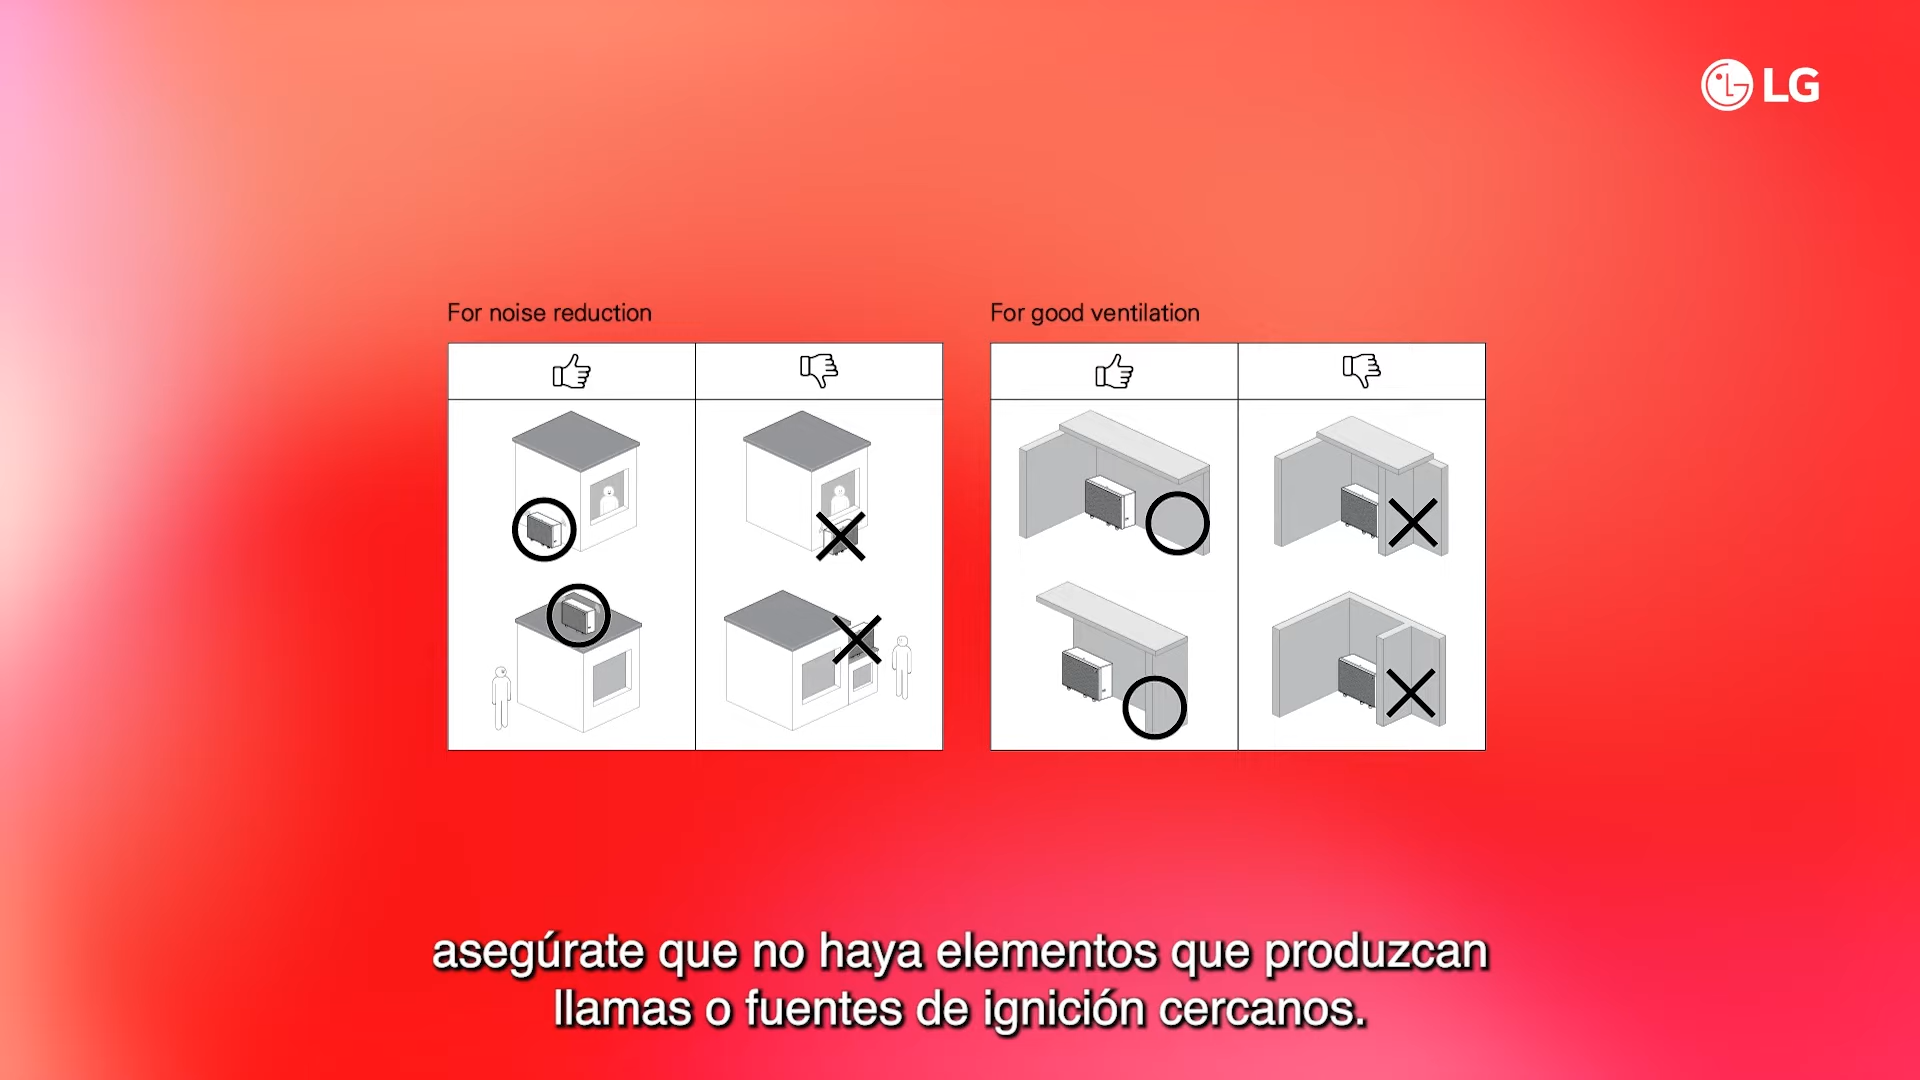 LG
For noise reduction
For good ventilation
asegúrate que no haya elementos que produzcan
llamas o fuentes de ignición cercanos.